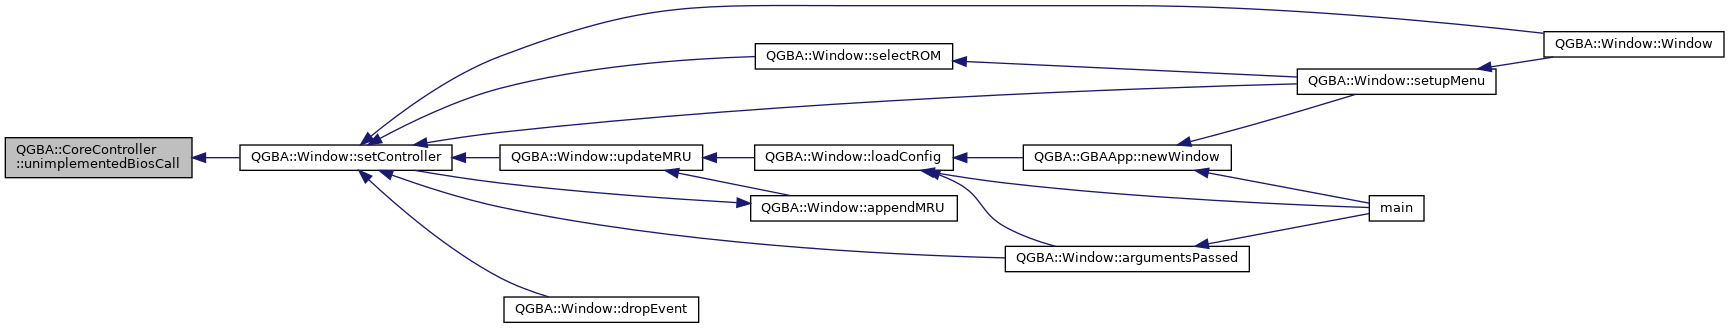 QGBA::CoreController
::unimplementedBiosCall
QGBA::Window::setController
QGBA::Window::Window
QGBA::Window::selectROM
QGBA::Window::setupMenu
QGBA::Window::updateMRU
QGBA::Window::loadConfig
QGBA::GBAApp::newWindow
QGBA::Window::appendMRU
main
QGBA::Window::argumentsPassed
QGBA::Window::dropEvent